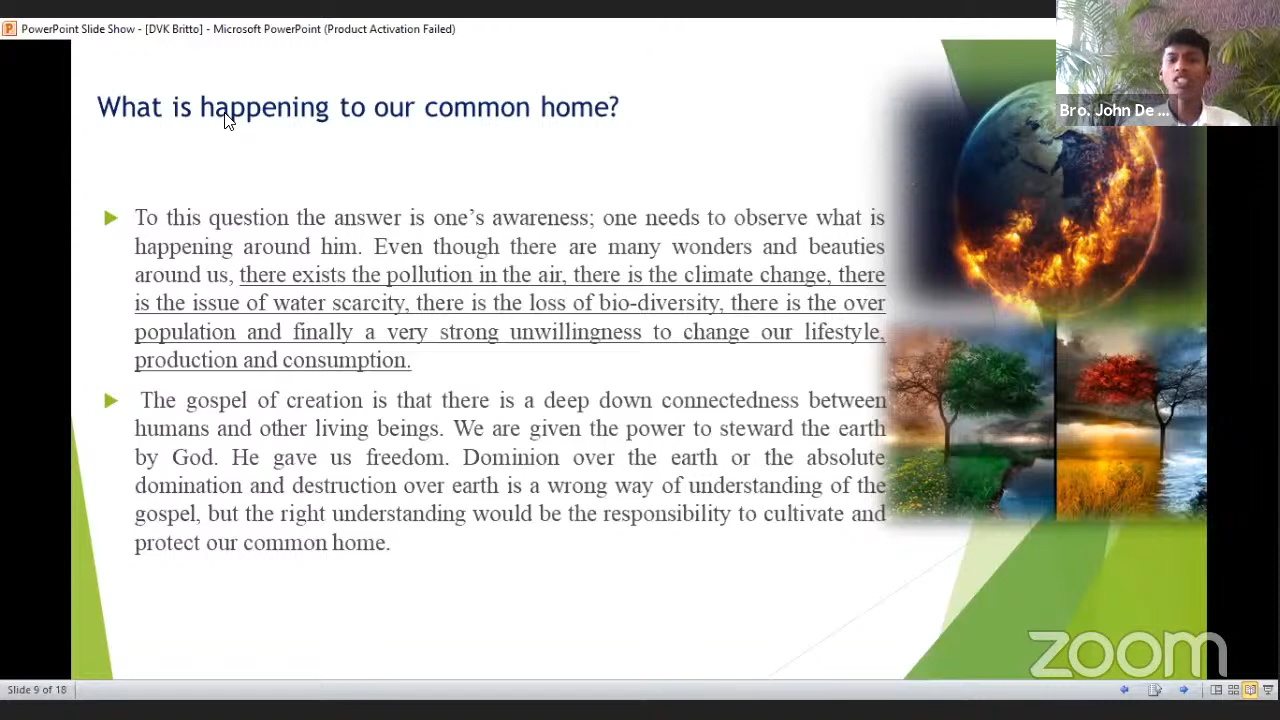 PowerPoint Slide Show - [DVK Britto] - Microsoft PowerPoint (Product Activation Failed)
Bro. John De ...
What is happening to our common home?
To this question the answer is one’s awareness; one needs to observe what is
happening around him. Even though there are many wonders and beauties
around us, there exists the pollution in the air, there is the climate change, there
is the issue of water scarcity, there is the loss of bio-diversity, there is the over
population and finally a very strong unwillingness to change our lifestyle,
production and consumption.
The gospel of creation is that there is a deep down connectedness between
humans and other living beings. We are given the power to steward the earth
by God. He gave us freedom. Dominion over the earth or the absolute
domination and destruction over earth is a wrong way of understanding of the
gospel, but the right understanding would be the responsibility to cultivate and
protect our common home.
zoom
Slide 9 of 18